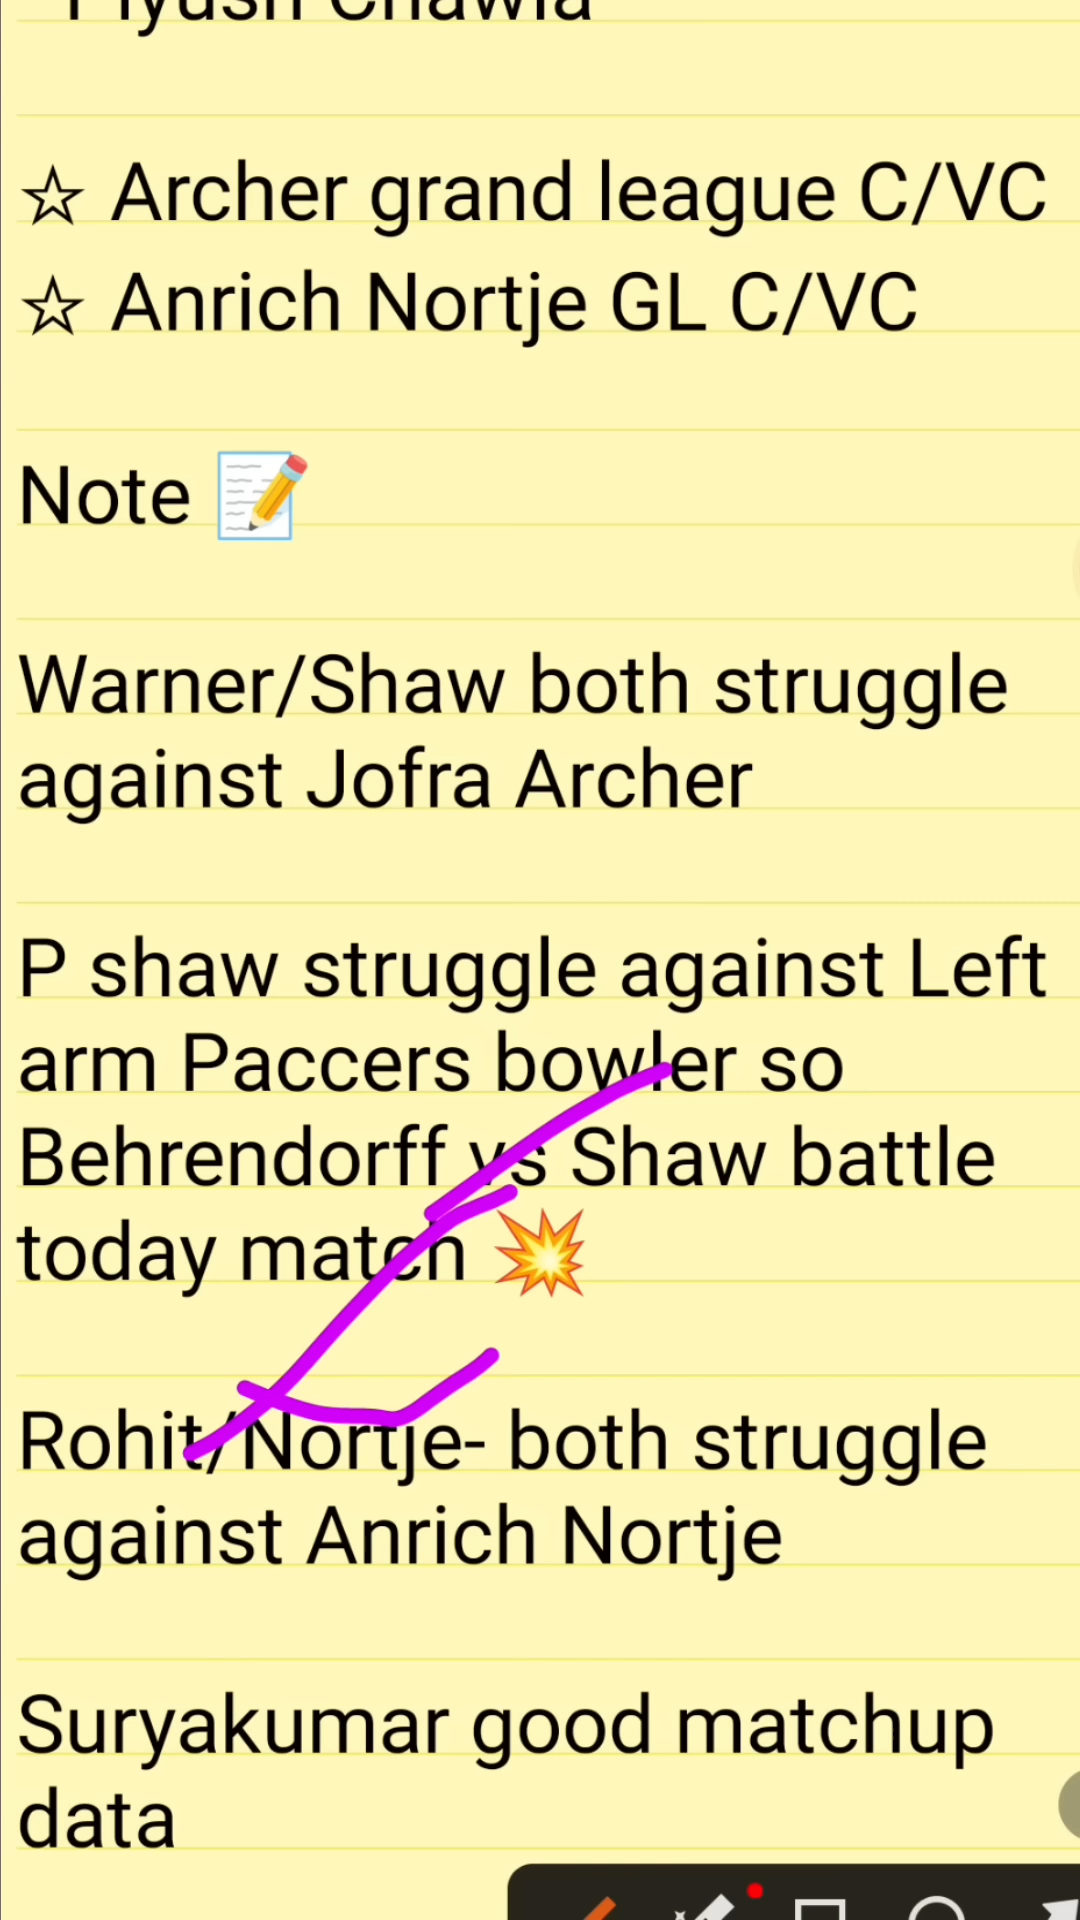 Piyush Chawla
☆ Archer grand league C/VC
☆ Anrich Nortje GL C/VC
Note 📝
Warner/Shaw both struggle
against Jofra Archer
P shaw struggle against Left
arm Paccers bowler so
Behrendorff vs Shaw battle
today match 💥
Rohit/Nortje- both struggle
against Anrich Nortje
Suryakumar good matchup
data